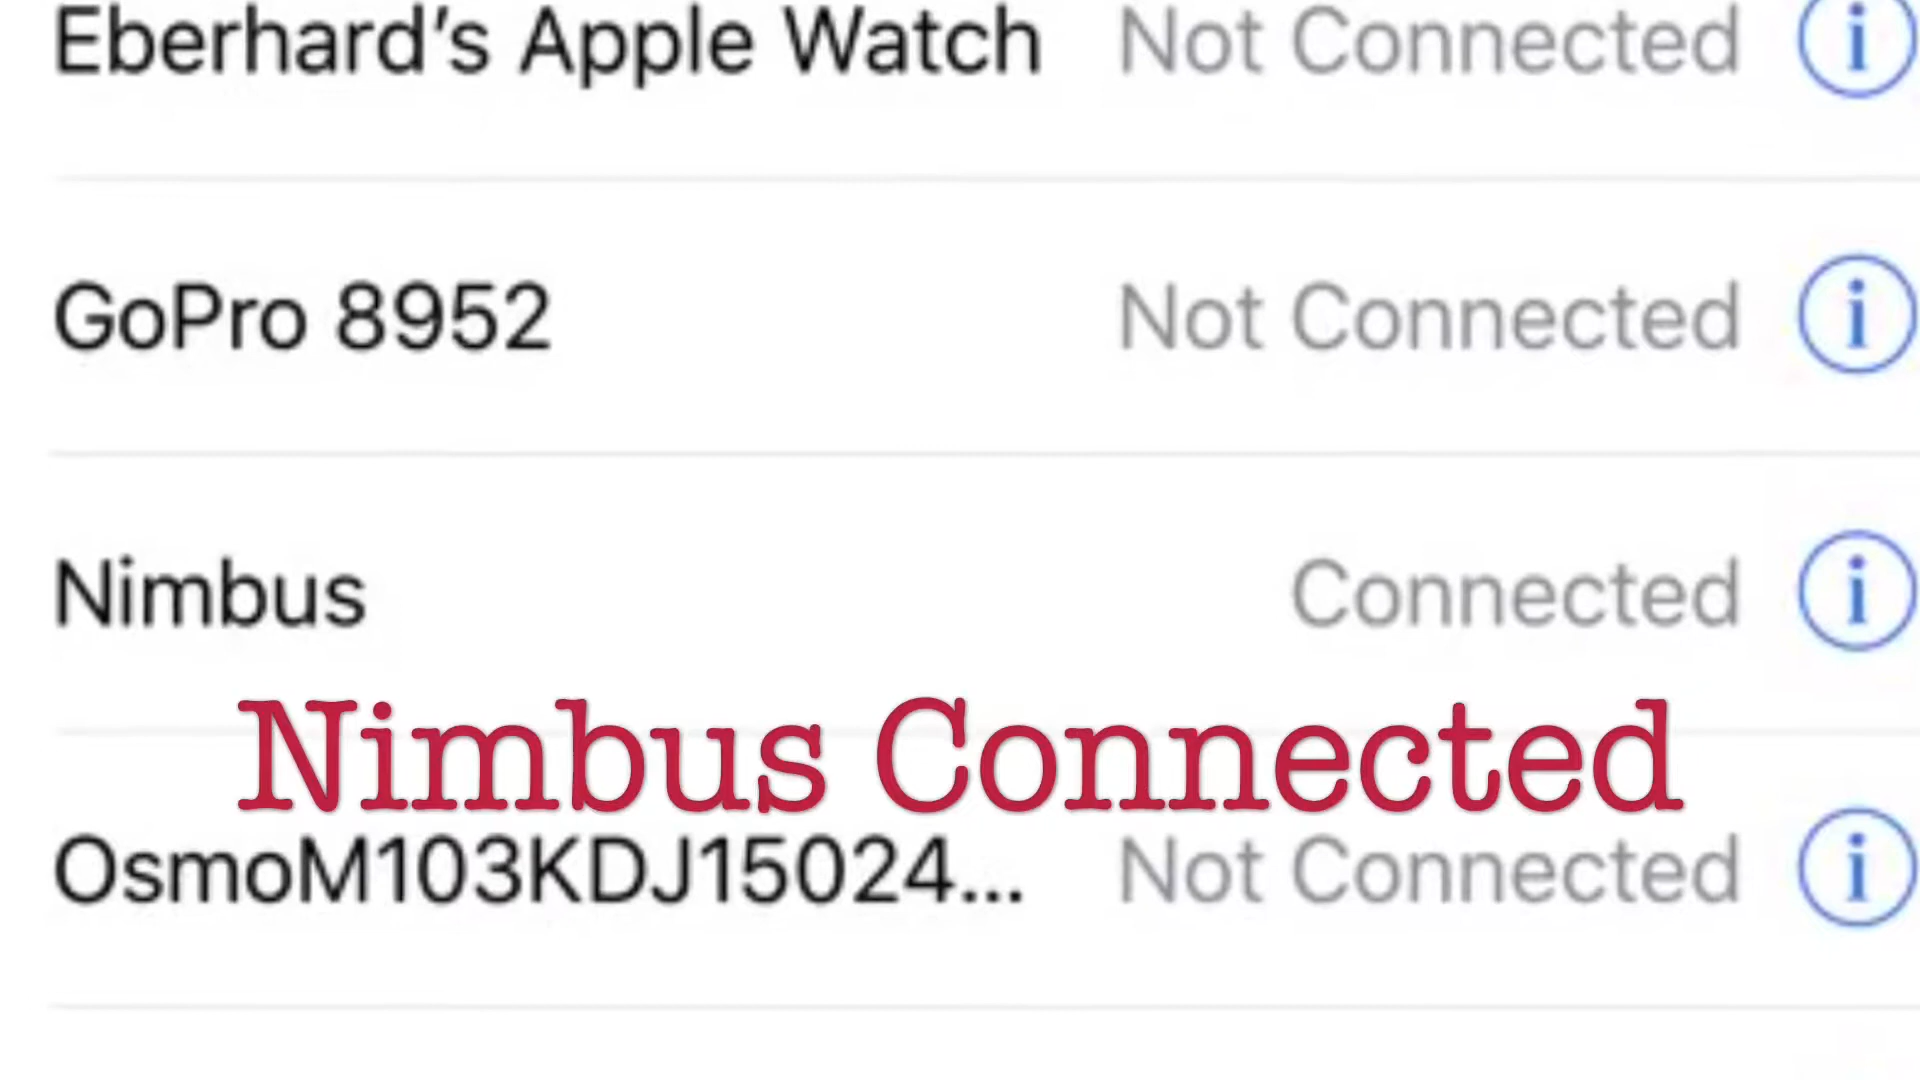 Eberhard’s Apple Watch Not Connected i
GoPro 8952 Not Connected i
Nimbus Connected i
Nimbus Connected
OsmoM103KDJ15024... Not Connected i